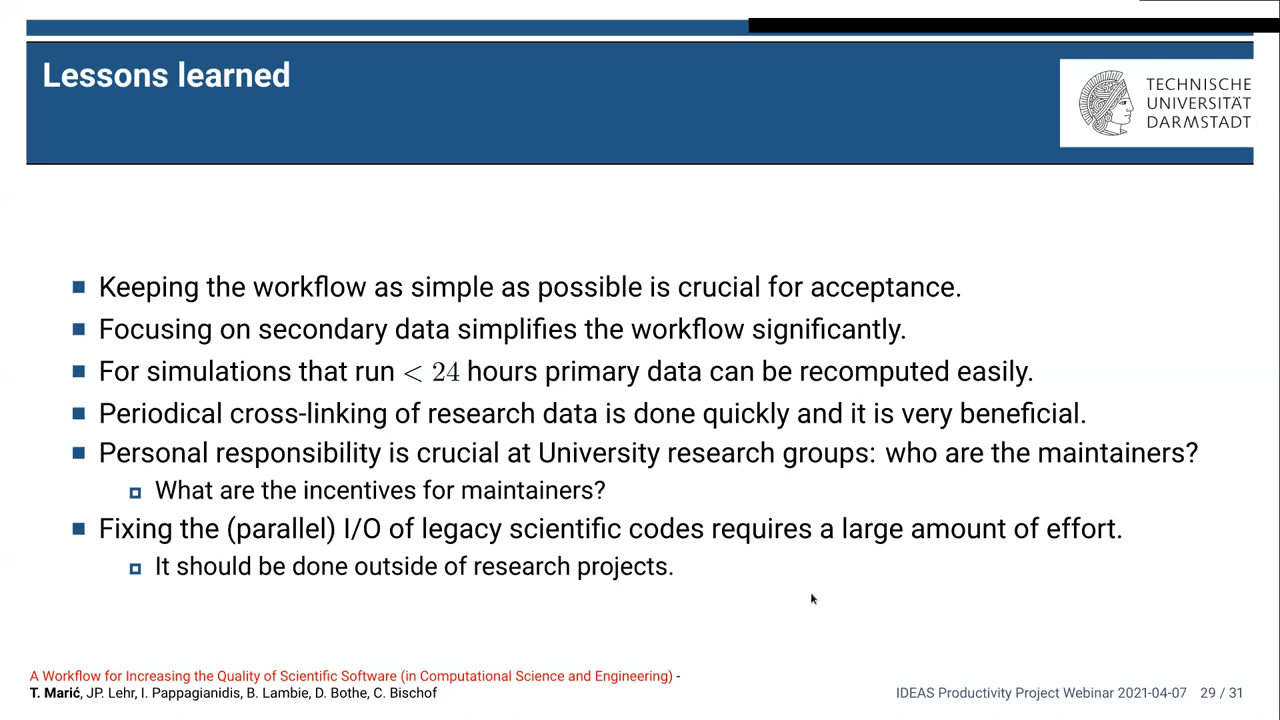 Lessons learned
TECHNISCHE
UNIVERSITÄT
DARMSTADT
Keeping the workflow as simple as possible is crucial for acceptance.
Focusing on secondary data simplifies the workflow significantly.
For simulations that run < 24 hours primary data can be recomputed easily.
Periodical cross-linking of research data is done quickly and it is very beneficial.
Personal responsibility is crucial at University research groups: who are the maintainers?
What are the incentives for maintainers?
Fixing the (parallel) I/O of legacy scientific codes requires a large amount of effort.
It should be done outside of research projects.
A Workflow for Increasing the Quality of Scientific Software (in Computational Science and Engineering) -
T. Marić, JP. Lehr, I. Pappagianidis, B. Lambie, D. Bothe, C. Bischof
IDEAS Productivity Project Webinar 2021-04-07 29 / 31